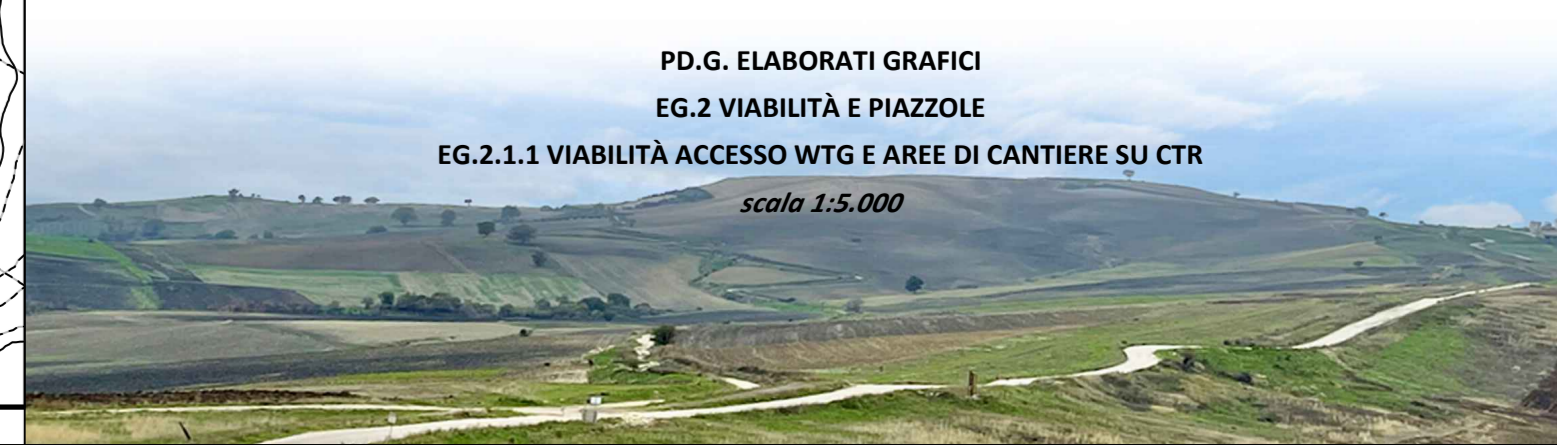 PD.G. ELABORATI GRAFICI
EG.2 VIABILITÀ E PIAZZOLE
EG.2.1.1 VIABILITÀ ACCESSO WTG E AREE DI CANTIERE SU CTR
scala 1:5.000